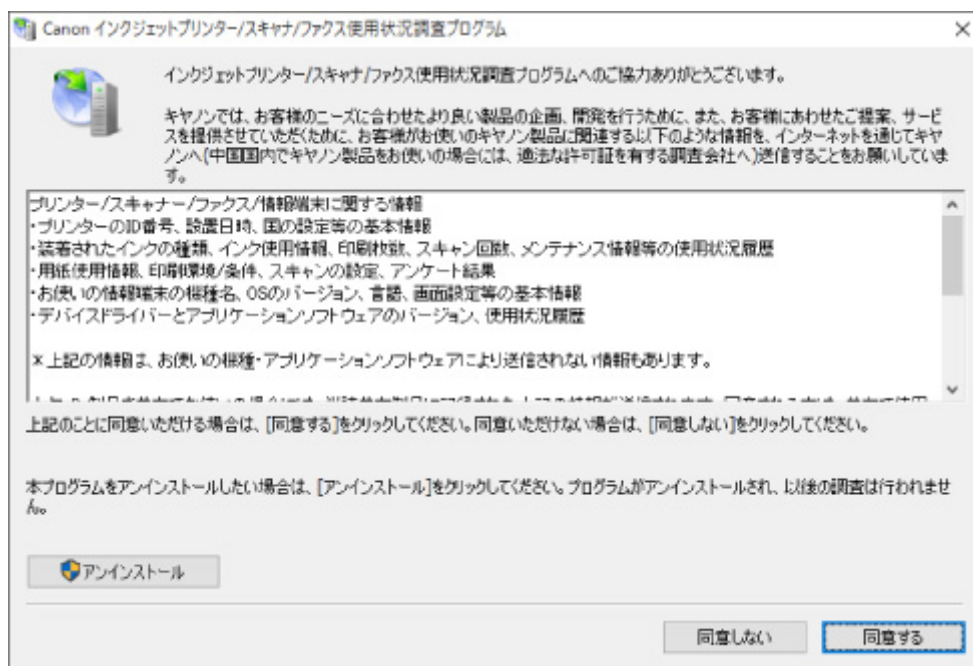 Canon インクジェットプリンター/スキャナ/ファクス使用状況調査プログラム
インクジェットプリンター/スキャナ/ファクス使用状況調査プログラムへのご協力ありがとうございます。
キヤノンでは、お客様のニーズに合わせたより良い製品の企画、開発を行うために、また、お客様にあわせたご提案、サービ
スを提供させていただくために、お客様がお使いのキヤノン製品に関連する以下のような情報を、インターネットを通じてキヤ
ノンへ(中国国内でキヤノン製品をお使いの場合には、適法な許可証を有する調査会社へ)送信することをお願いしていま
す。
プリンター/スキャナー/ファクス/情報端末に関する情報
・プリンターのID番号、設置日時、国の設定等の基本情報
・装着されたインクの種類、インク使用情報、印刷枚数、スキャン回数、メンテナンス情報等の使用状況履歴
・用紙使用情報、印刷環境/条件、スキャンの設定、アンケート結果
・お使いの情報端末の機種名、OSのバージョン、言語、画面設定等の基本情報
・デバイスドライバーとアプリケーションソフトウェアのバージョン、使用状況履歴
※上記の情報は、お使いの機種・アプリケーションソフトウェアにより送信されない情報もあります。
上記のことに同意いただける場合は、[同意する]をクリックしてください。同意いただけない場合は、[同意しない]をクリックしてください。
本プログラムをアンインストールしたい場合は、[アンインストール]をクリックしてください。プログラムがアンインストールされ、以後の調査は行われませ
ん。
アンインストール
同意しない
同意する